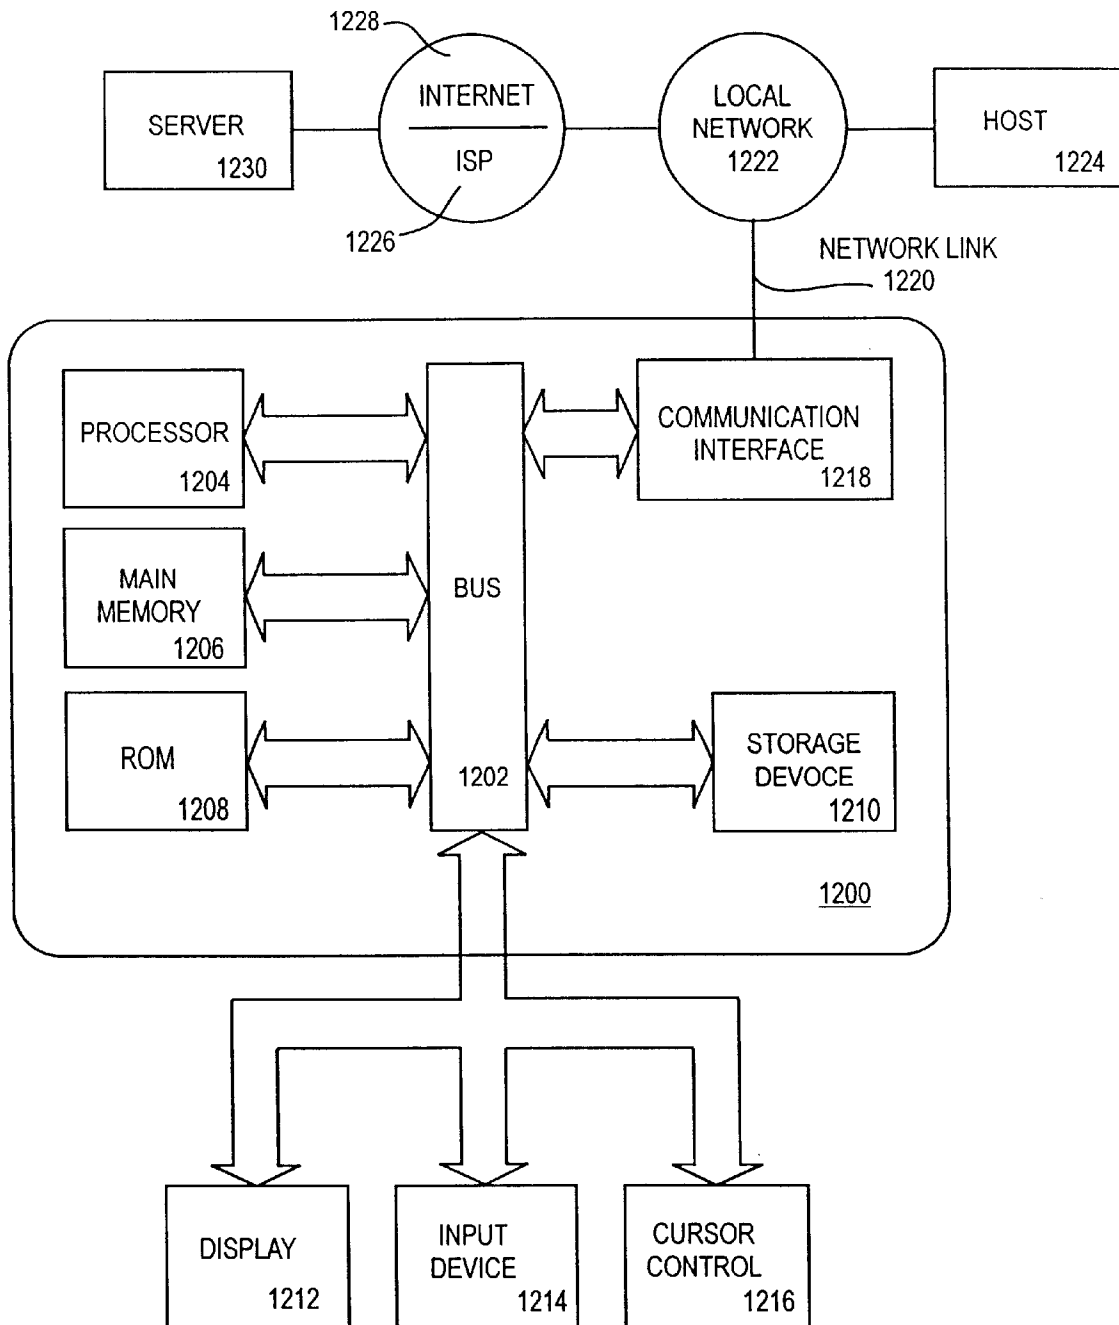 1228
SERVER
1230
INTERNET
ISP
1226
LOCAL
NETWORK
1222
HOST
1224
NETWORK LINK
1220
PROCESSOR
1204
MAIN
MEMORY
1206
ROM
1208
BUS
1202
COMMUNICATION
INTERFACE
1218
STORAGE
DEVOCE
1210
1200
DISPLAY
1212
INPUT
DEVICE
1214
CURSOR
CONTROL
1216